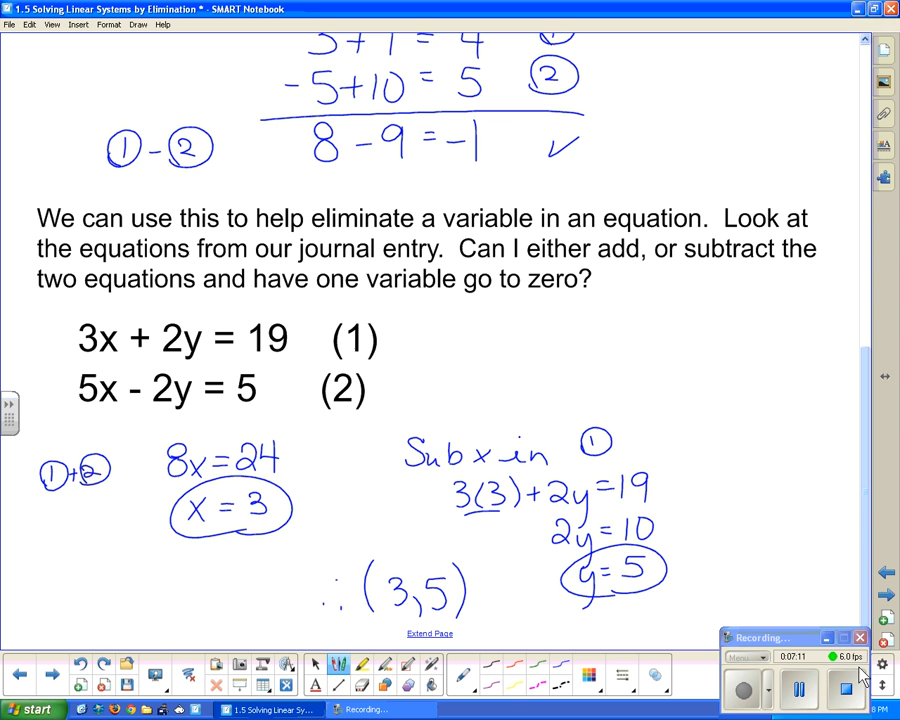 1.5 Solving Linear Systems by Elimination * - SMART Notebook
File Edit View Insert Format Draw Help
3 + 1 = 4 ①
-5+10 = 5 ②
① - ② 8 - 9 = -1 ✓
We can use this to help eliminate a variable in an equation. Look at
the equations from our journal entry. Can I either add, or subtract the
two equations and have one variable go to zero?
3x + 2y = 19 (1)
5x - 2y = 5 (2)
①+② 8x = 24
x = 3
Sub x in ①
3(3) + 2y = 19
2y = 10
y = 5
∴ (3,5)
Extend Page
Recording...
Menu 0:07:11 6.0 fps
start 1.5 Solving Linear Sy... Recording... 8 PM